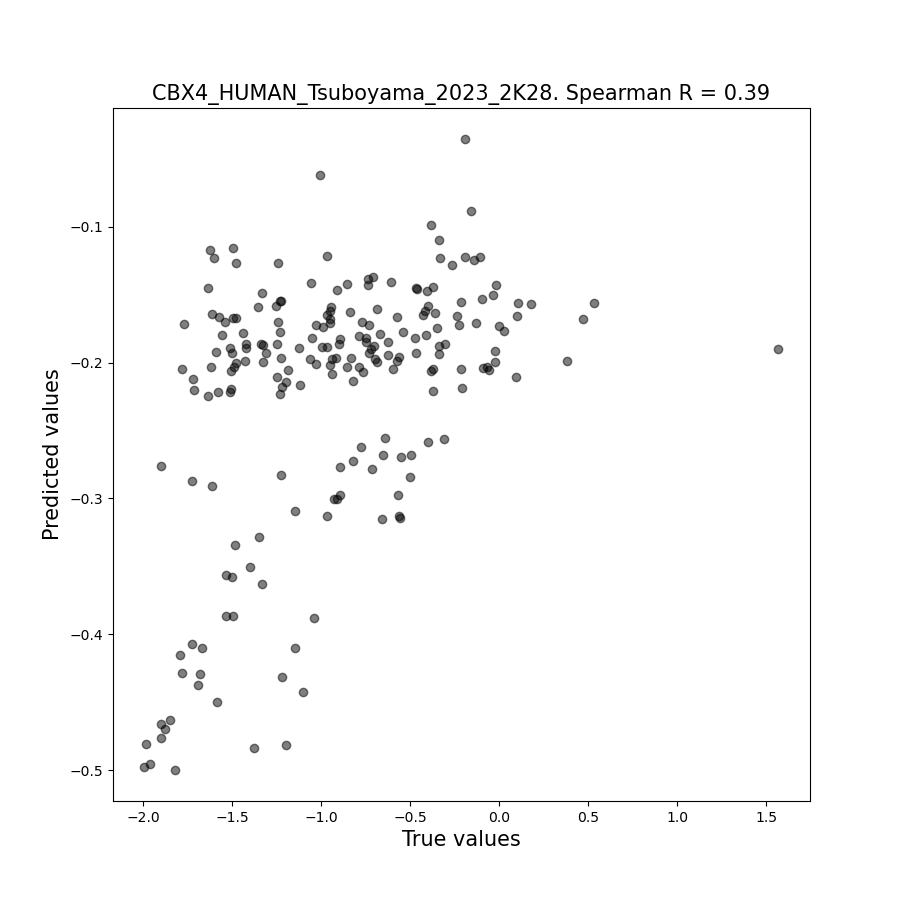 CBX4_HUMAN_Tsuboyama_2023_2K28. Spearman R = 0.39
Predicted values
−0.1
−0.2
−0.3
−0.4
−0.5
−2.0 −1.5 −1.0 −0.5 0.0 0.5 1.0 1.5
True values